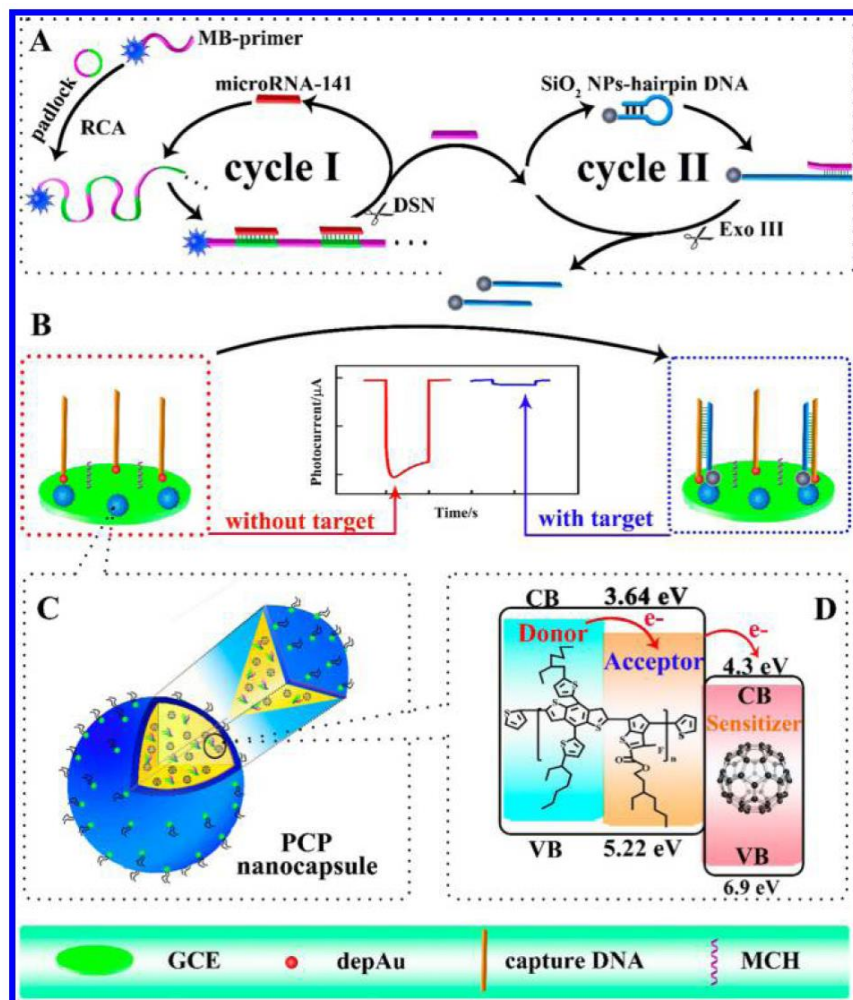 A
MB-primer
padlock
RCA
microRNA-141
cycle I
DSN
SiO2 NPs-hairpin DNA
cycle II
Exo III
B
Photocurrent/μA
Time/s
without target
with target
C
PCP
nanocapsule
D
CB
3.64 eV
e-
e-
Donor
Acceptor
4.3 eV
CB
Sensitizer
S
S
S
S
S
S
F
n
O
O
VB
5.22 eV
VB
6.9 eV
GCE
depAu
capture DNA
MCH